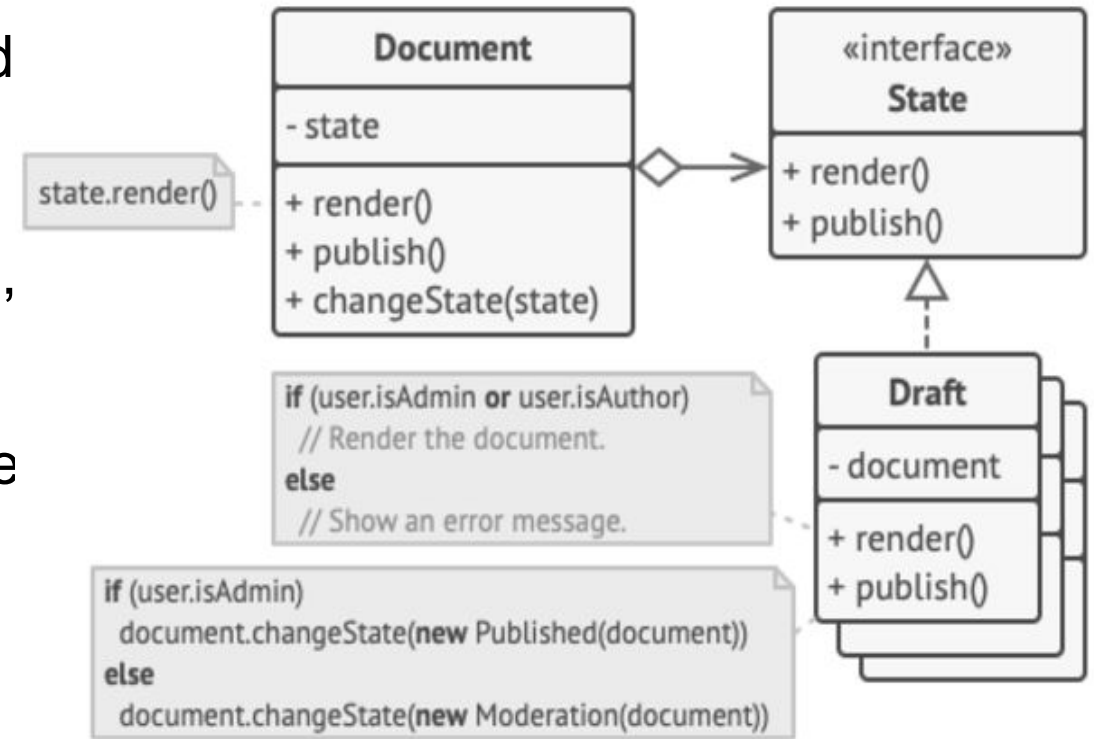 d
,
e
Document
- state
+ render()
+ publish()
+ changeState(state)
«interface»
State
+ render()
+ publish()
state.render()
if (user.isAdmin or user.isAuthor)
// Render the document.
else
// Show an error message.
Draft
- document
+ render()
+ publish()
if (user.isAdmin)
document.changeState(new Published(document))
else
document.changeState(new Moderation(document))